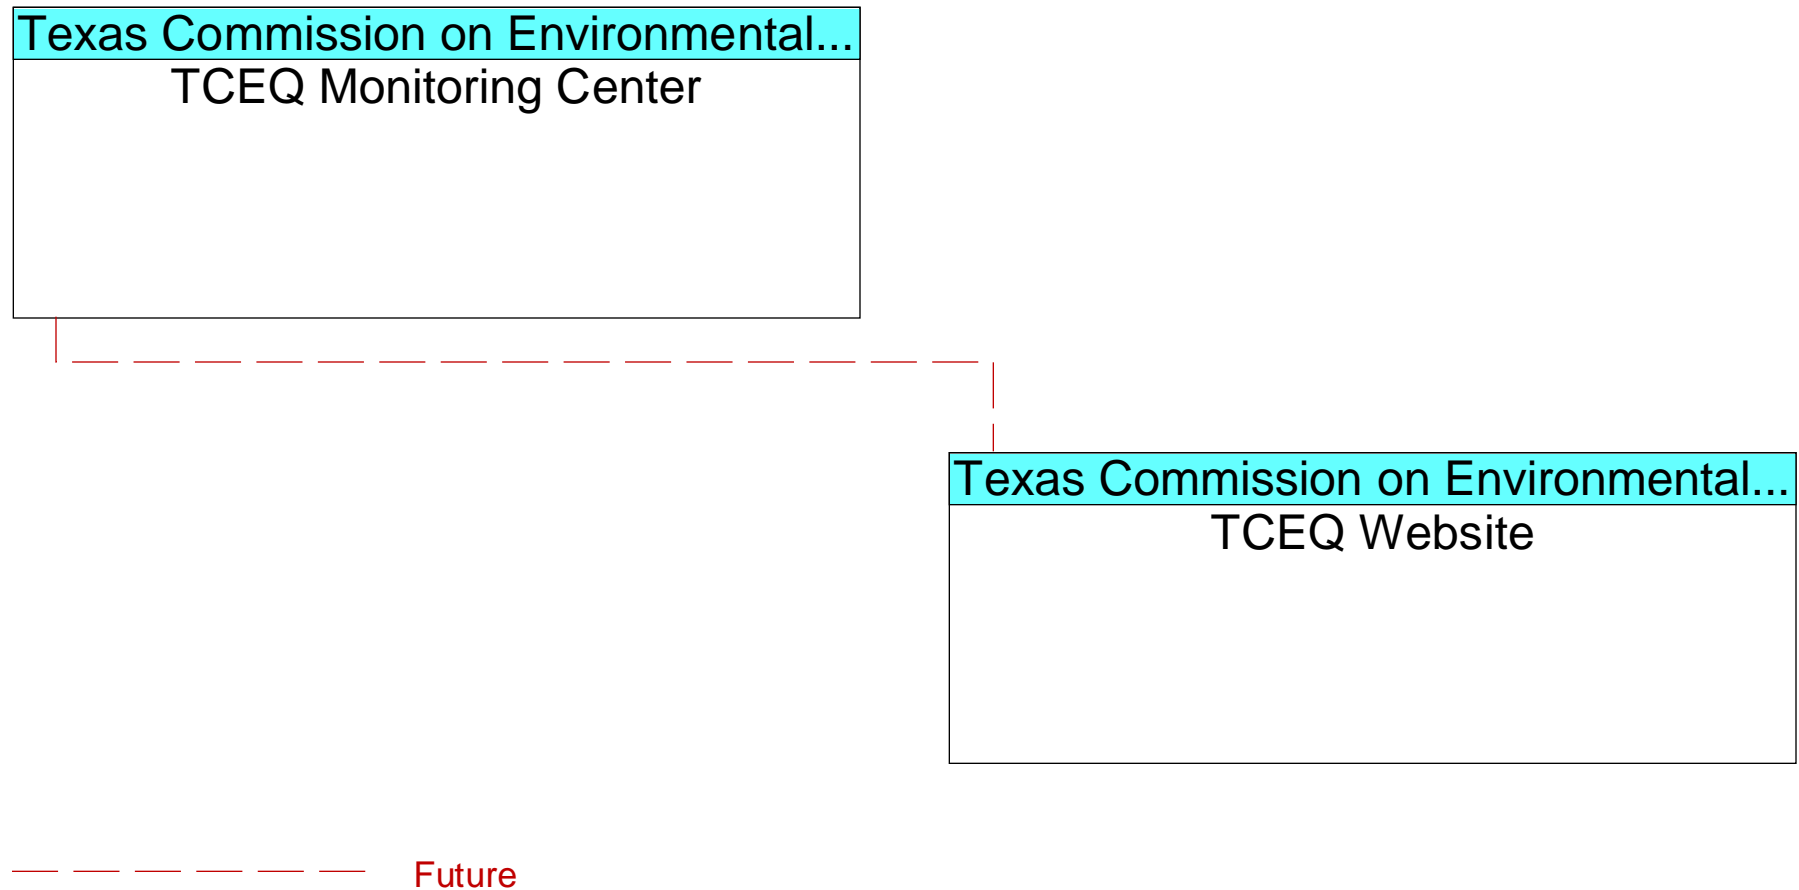 Texas Commission on Environmental...
TCEQ Monitoring Center
Texas Commission on Environmental...
TCEQ Website
Future